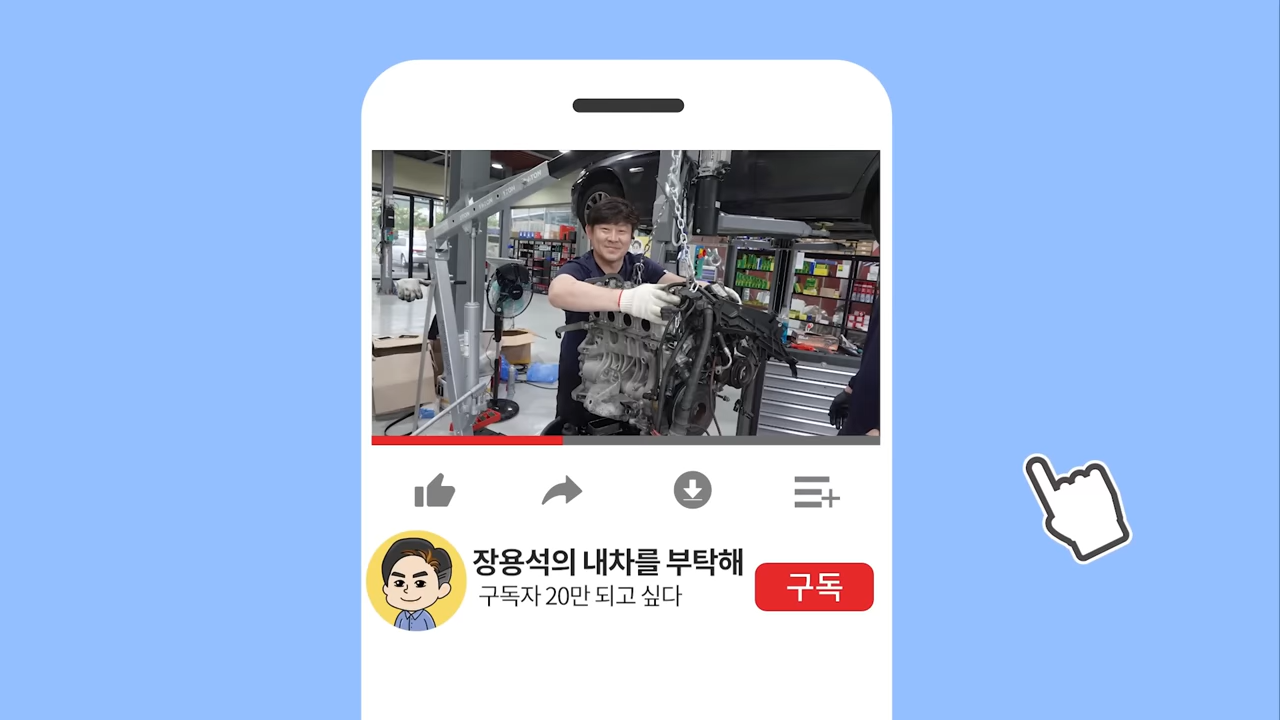 장용석의 내차를 부탁해
구독자 20만 되고 싶다
구독